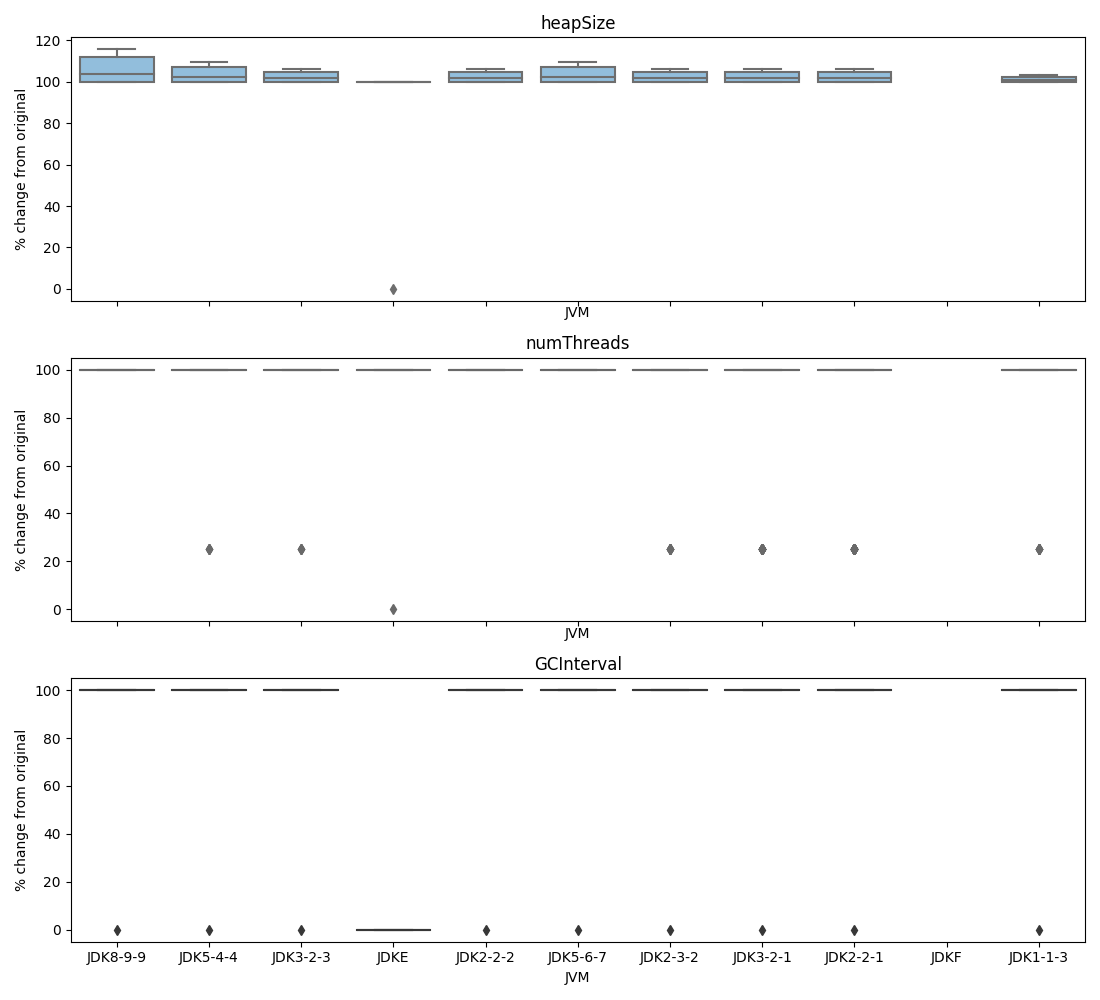 heapSize
% change from original
120
100
80
60
40
20
0
JVM
numThreads
% change from original
100
80
60
40
20
0
JVM
GCInterval
% change from original
100
80
60
40
20
0
JDK8-9-9 JDK5-4-4 JDK3-2-3 JDKE JDK2-2-2 JDK5-6-7 JDK2-3-2 JDK3-2-1 JDK2-2-1 JDKF JDK1-1-3
JVM